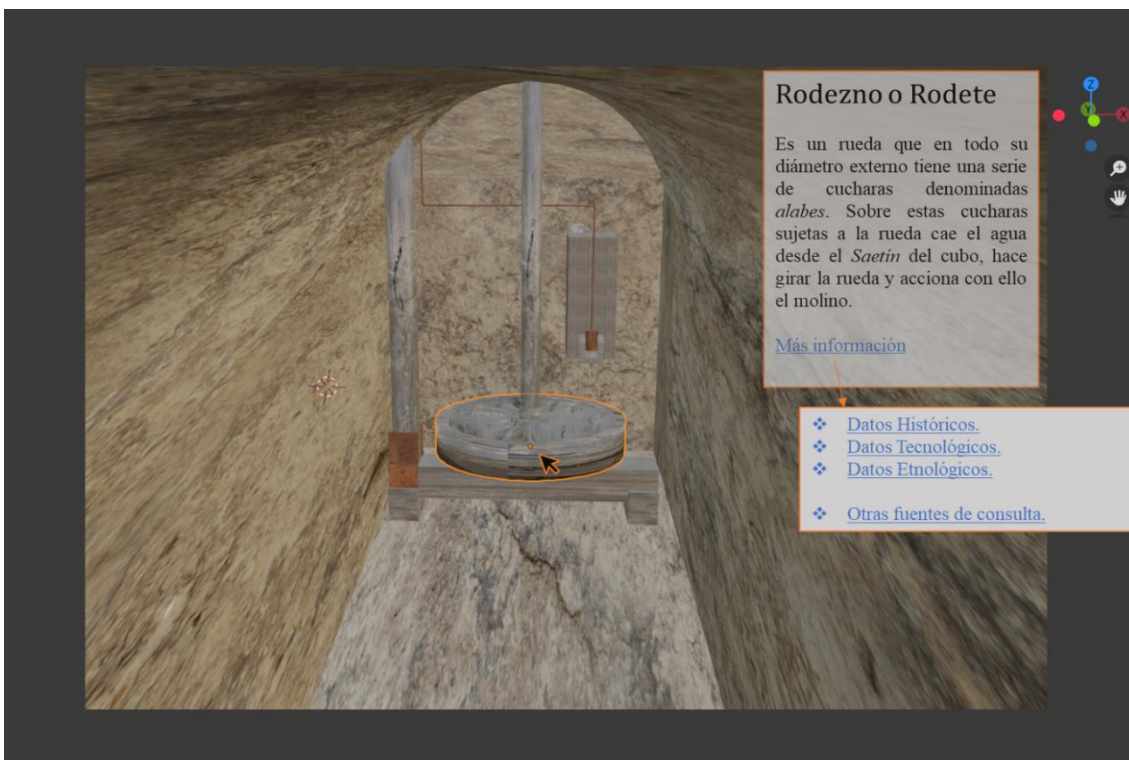 Rodezno o Rodete
Es un rueda que en todo su
diámetro externo tiene una serie
de cucharas denominadas
alabes. Sobre estas cucharas
sujetas a la rueda cae el agua
desde el Saetín del cubo, hace
girar la rueda y acciona con ello
el molino.
Más información
Datos Históricos.
Datos Tecnológicos.
Datos Etnológicos.
Otras fuentes de consulta.
Z
Y
X